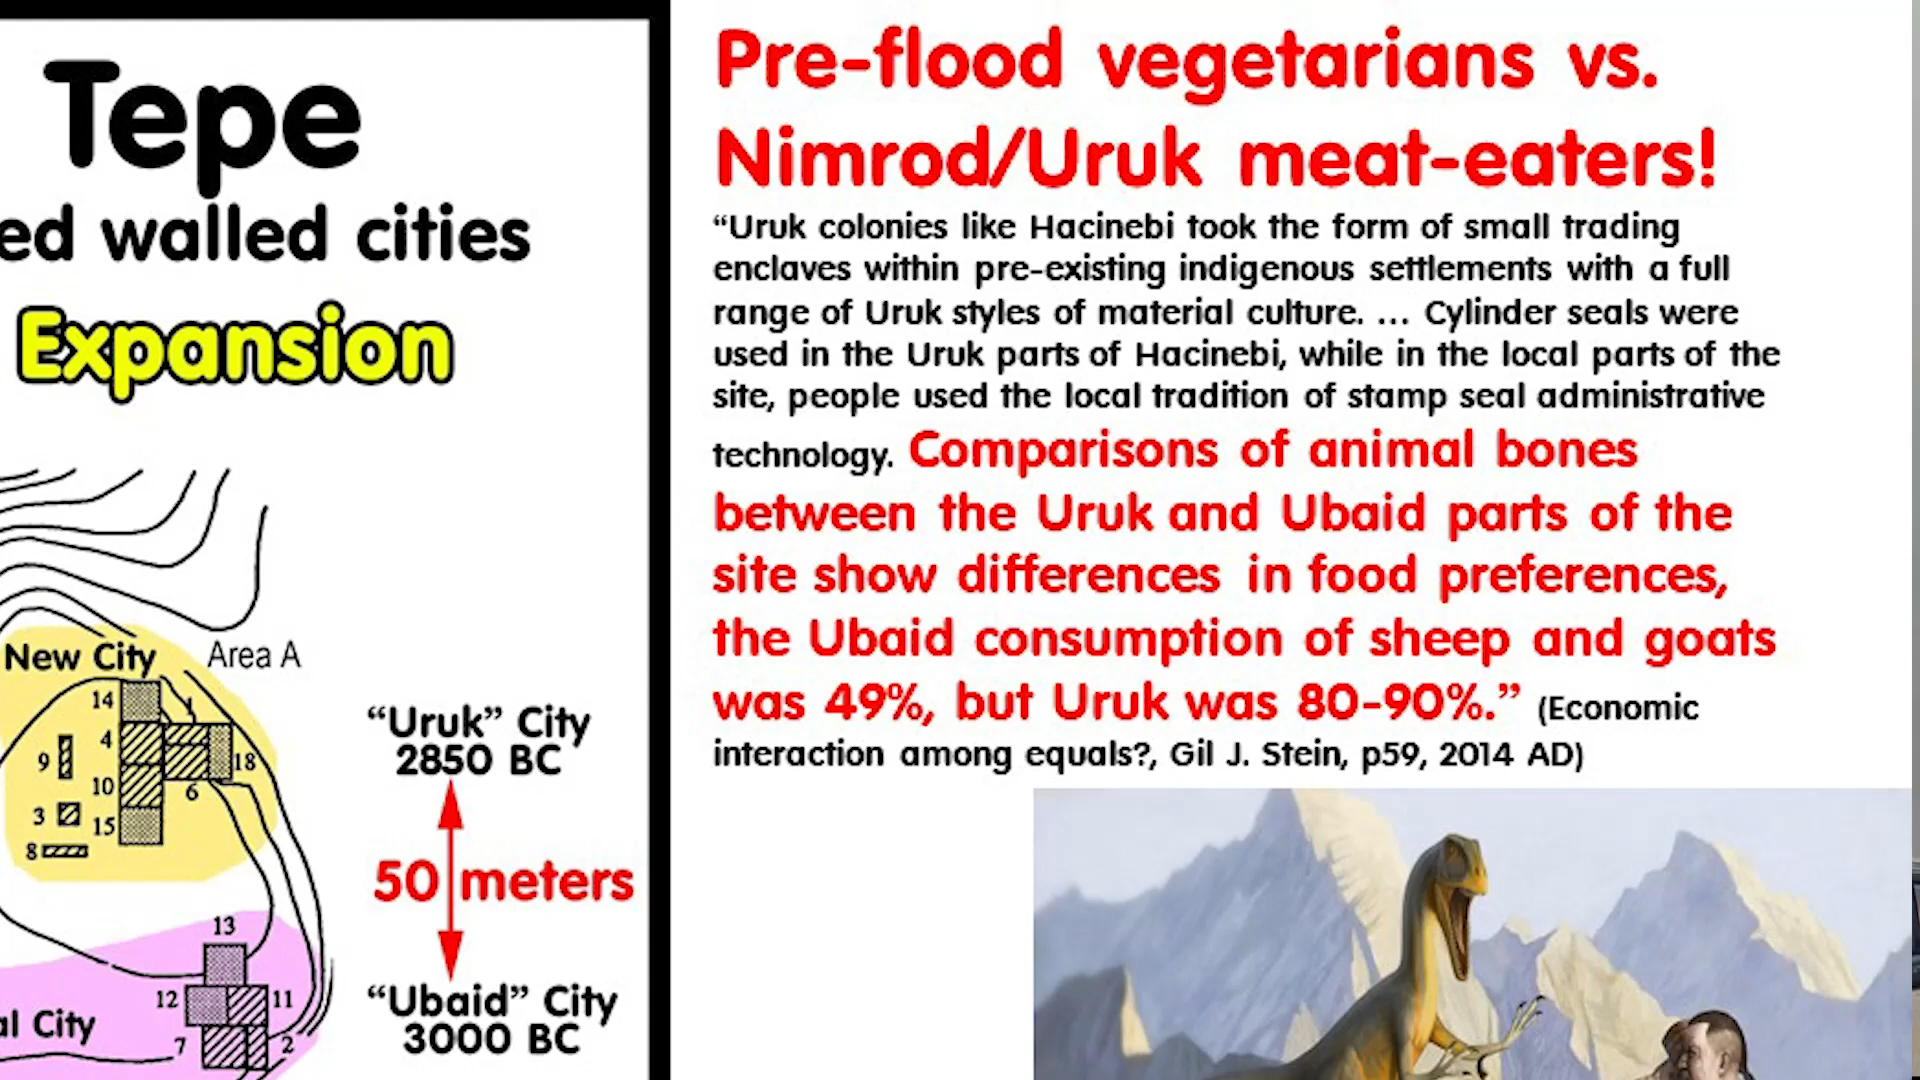 Tepe
ed walled cities
Expansion
New City
Area A
14
4
9
18
10
6
3
15
8
"Uruk" City
2850 BC
50 meters
"Ubaid" City
3000 BC
13
12
11
al City
7
2
Pre-flood vegetarians vs.
Nimrod/Uruk meat-eaters!
“Uruk colonies like Hacinebi took the form of small trading
enclaves within pre-existing indigenous settlements with a full
range of Uruk styles of material culture. ... Cylinder seals were
used in the Uruk parts of Hacinebi, while in the local parts of the
site, people used the local tradition of stamp seal administrative
technology. Comparisons of animal bones
between the Uruk and Ubaid parts of the
site show differences in food preferences,
the Ubaid consumption of sheep and goats
was 49%, but Uruk was 80-90%.” (Economic
interaction among equals?, Gil J. Stein, p59, 2014 AD)